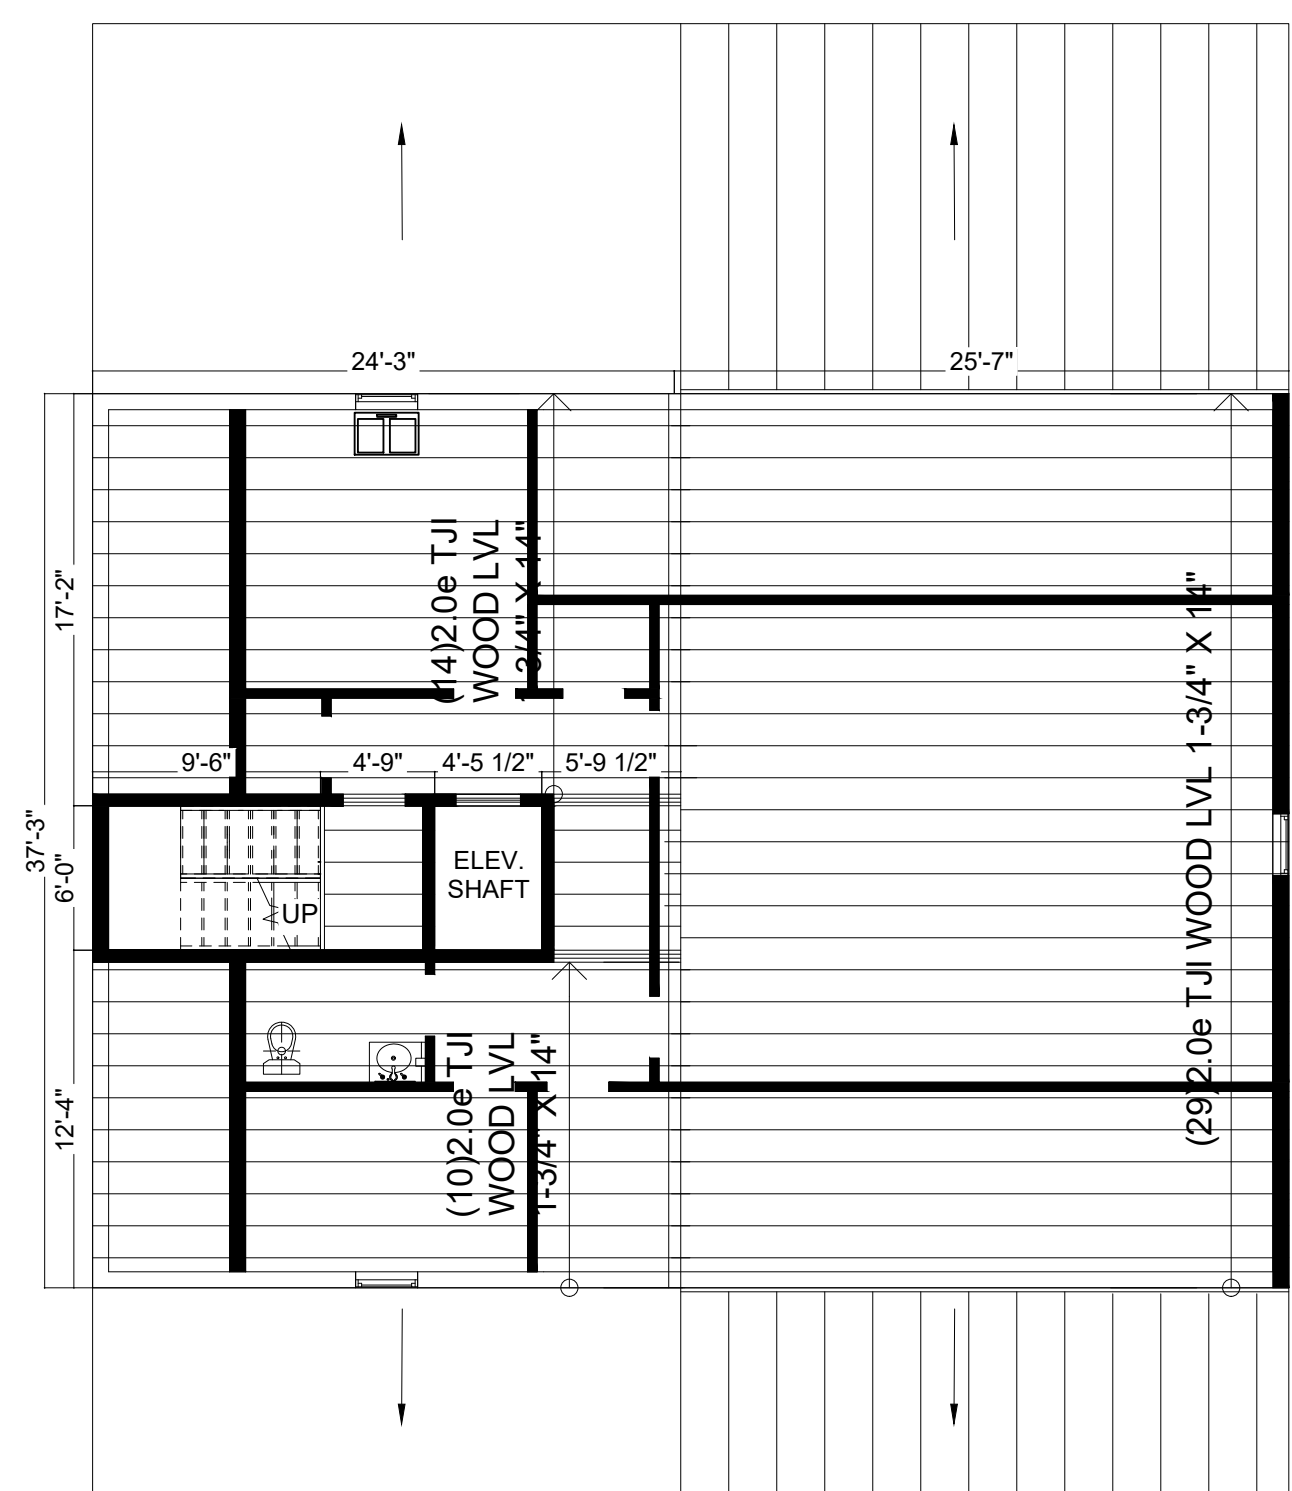 24'-3"
25'-7"
17'-2"
(14)2.0e TJI
WOOD LVL
1-3/4" X 14"
(29)2.0e TJI WOOD LVL 1-3/4" X 14"
9'-6"
4'-9"
4'-5 1/2"
5'-9 1/2"
37'-3"
6'-0"
ELEV.
SHAFT
UP
12'-4"
(10)2.0e TJI
WOOD LVL
1-3/4" X 14"